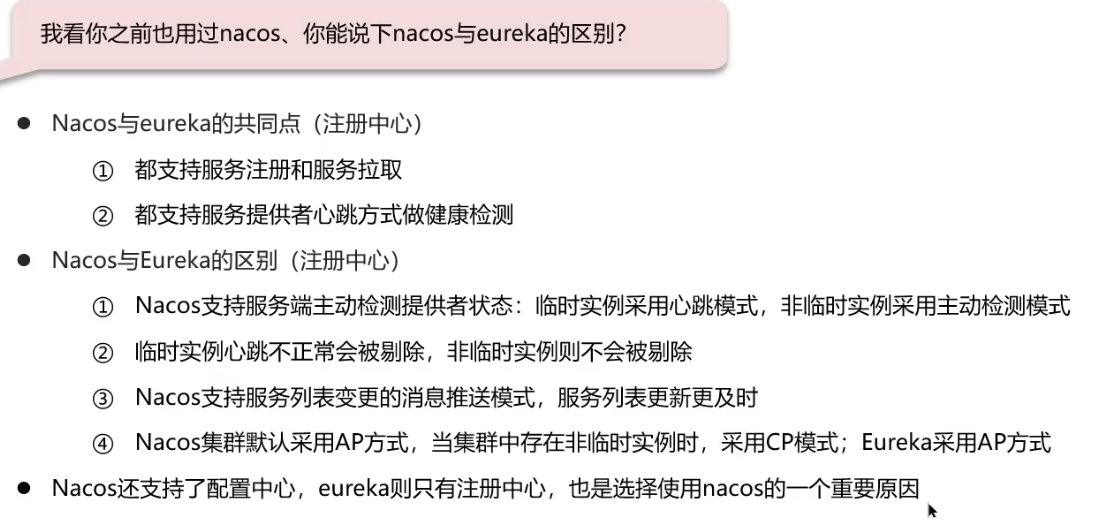 我看你之前也用过nacos、你能说下nacos与eureka的区别？
● Nacos与eureka的共同点（注册中心）
① 都支持服务注册和服务拉取
② 都支持服务提供者心跳方式做健康检测
● Nacos与Eureka的区别（注册中心）
① Nacos支持服务端主动检测提供者状态：临时实例采用心跳模式，非临时实例采用主动检测模式
② 临时实例心跳不正常会被剔除，非临时实例则不会被剔除
③ Nacos支持服务列表变更的消息推送模式，服务列表更新更及时
④ Nacos集群默认采用AP方式，当集群中存在非临时实例时，采用CP模式；Eureka采用AP方式
● Nacos还支持了配置中心，eureka则只有注册中心，也是选择使用nacos的一个重要原因